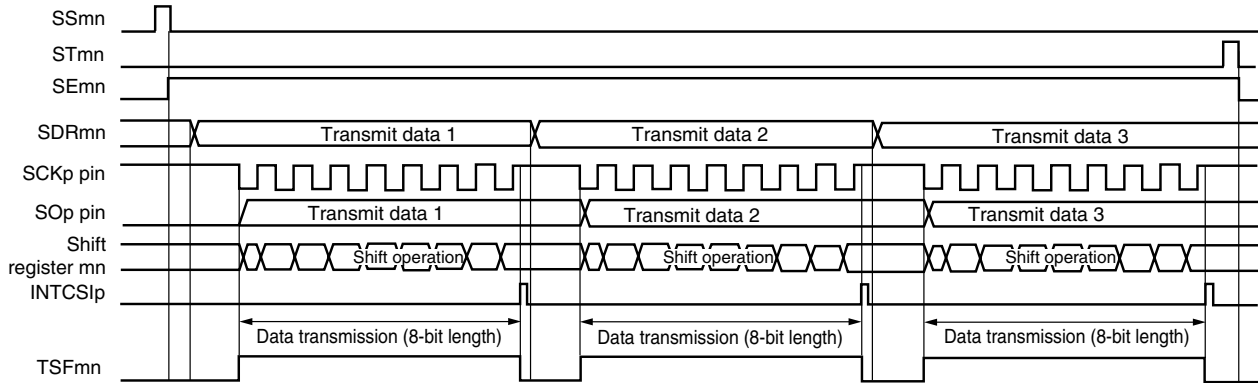 SSmn
STmn
SEmn
SDRmn Transmit data 1 Transmit data 2 Transmit data 3
SCKp pin
SOp pin Transmit data 1 Transmit data 2 Transmit data 3
Shift
register mn Shift operation Shift operation Shift operation
INTCSIp
Data transmission (8-bit length) Data transmission (8-bit length) Data transmission (8-bit length)
TSFmn